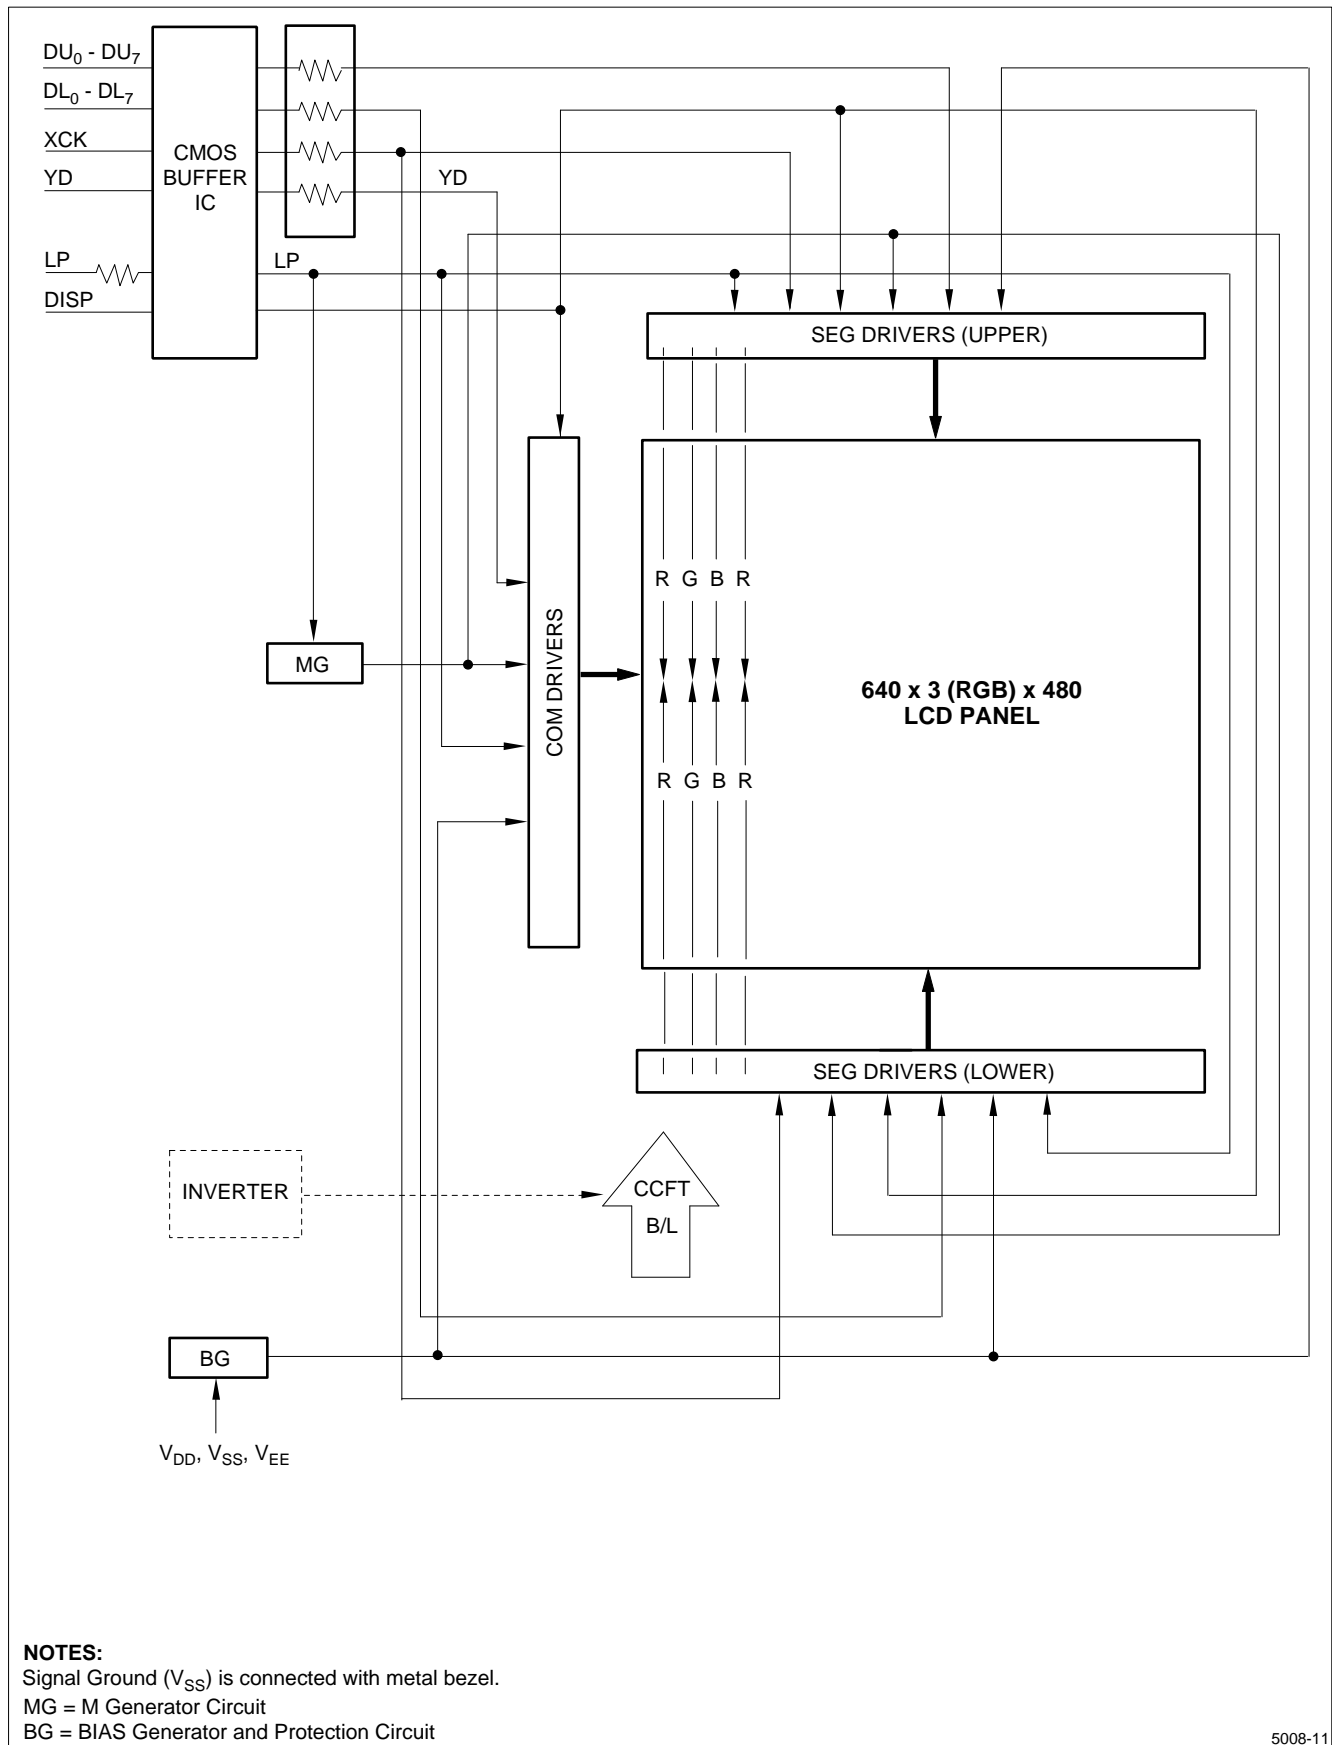 DU0 - DU7
DL0 - DL7
XCK
YD
LP
DISP
CMOS
BUFFER
IC
YD
LP
SEG DRIVERS (UPPER)
R G B R
MG
COM DRIVERS
640 x 3 (RGB) x 480
LCD PANEL
R G B R
SEG DRIVERS (LOWER)
INVERTER
CCFT
B/L
BG
VDD, VSS, VEE
NOTES:
Signal Ground (VSS) is connected with metal bezel.
MG = M Generator Circuit
BG = BIAS Generator and Protection Circuit
5008-11